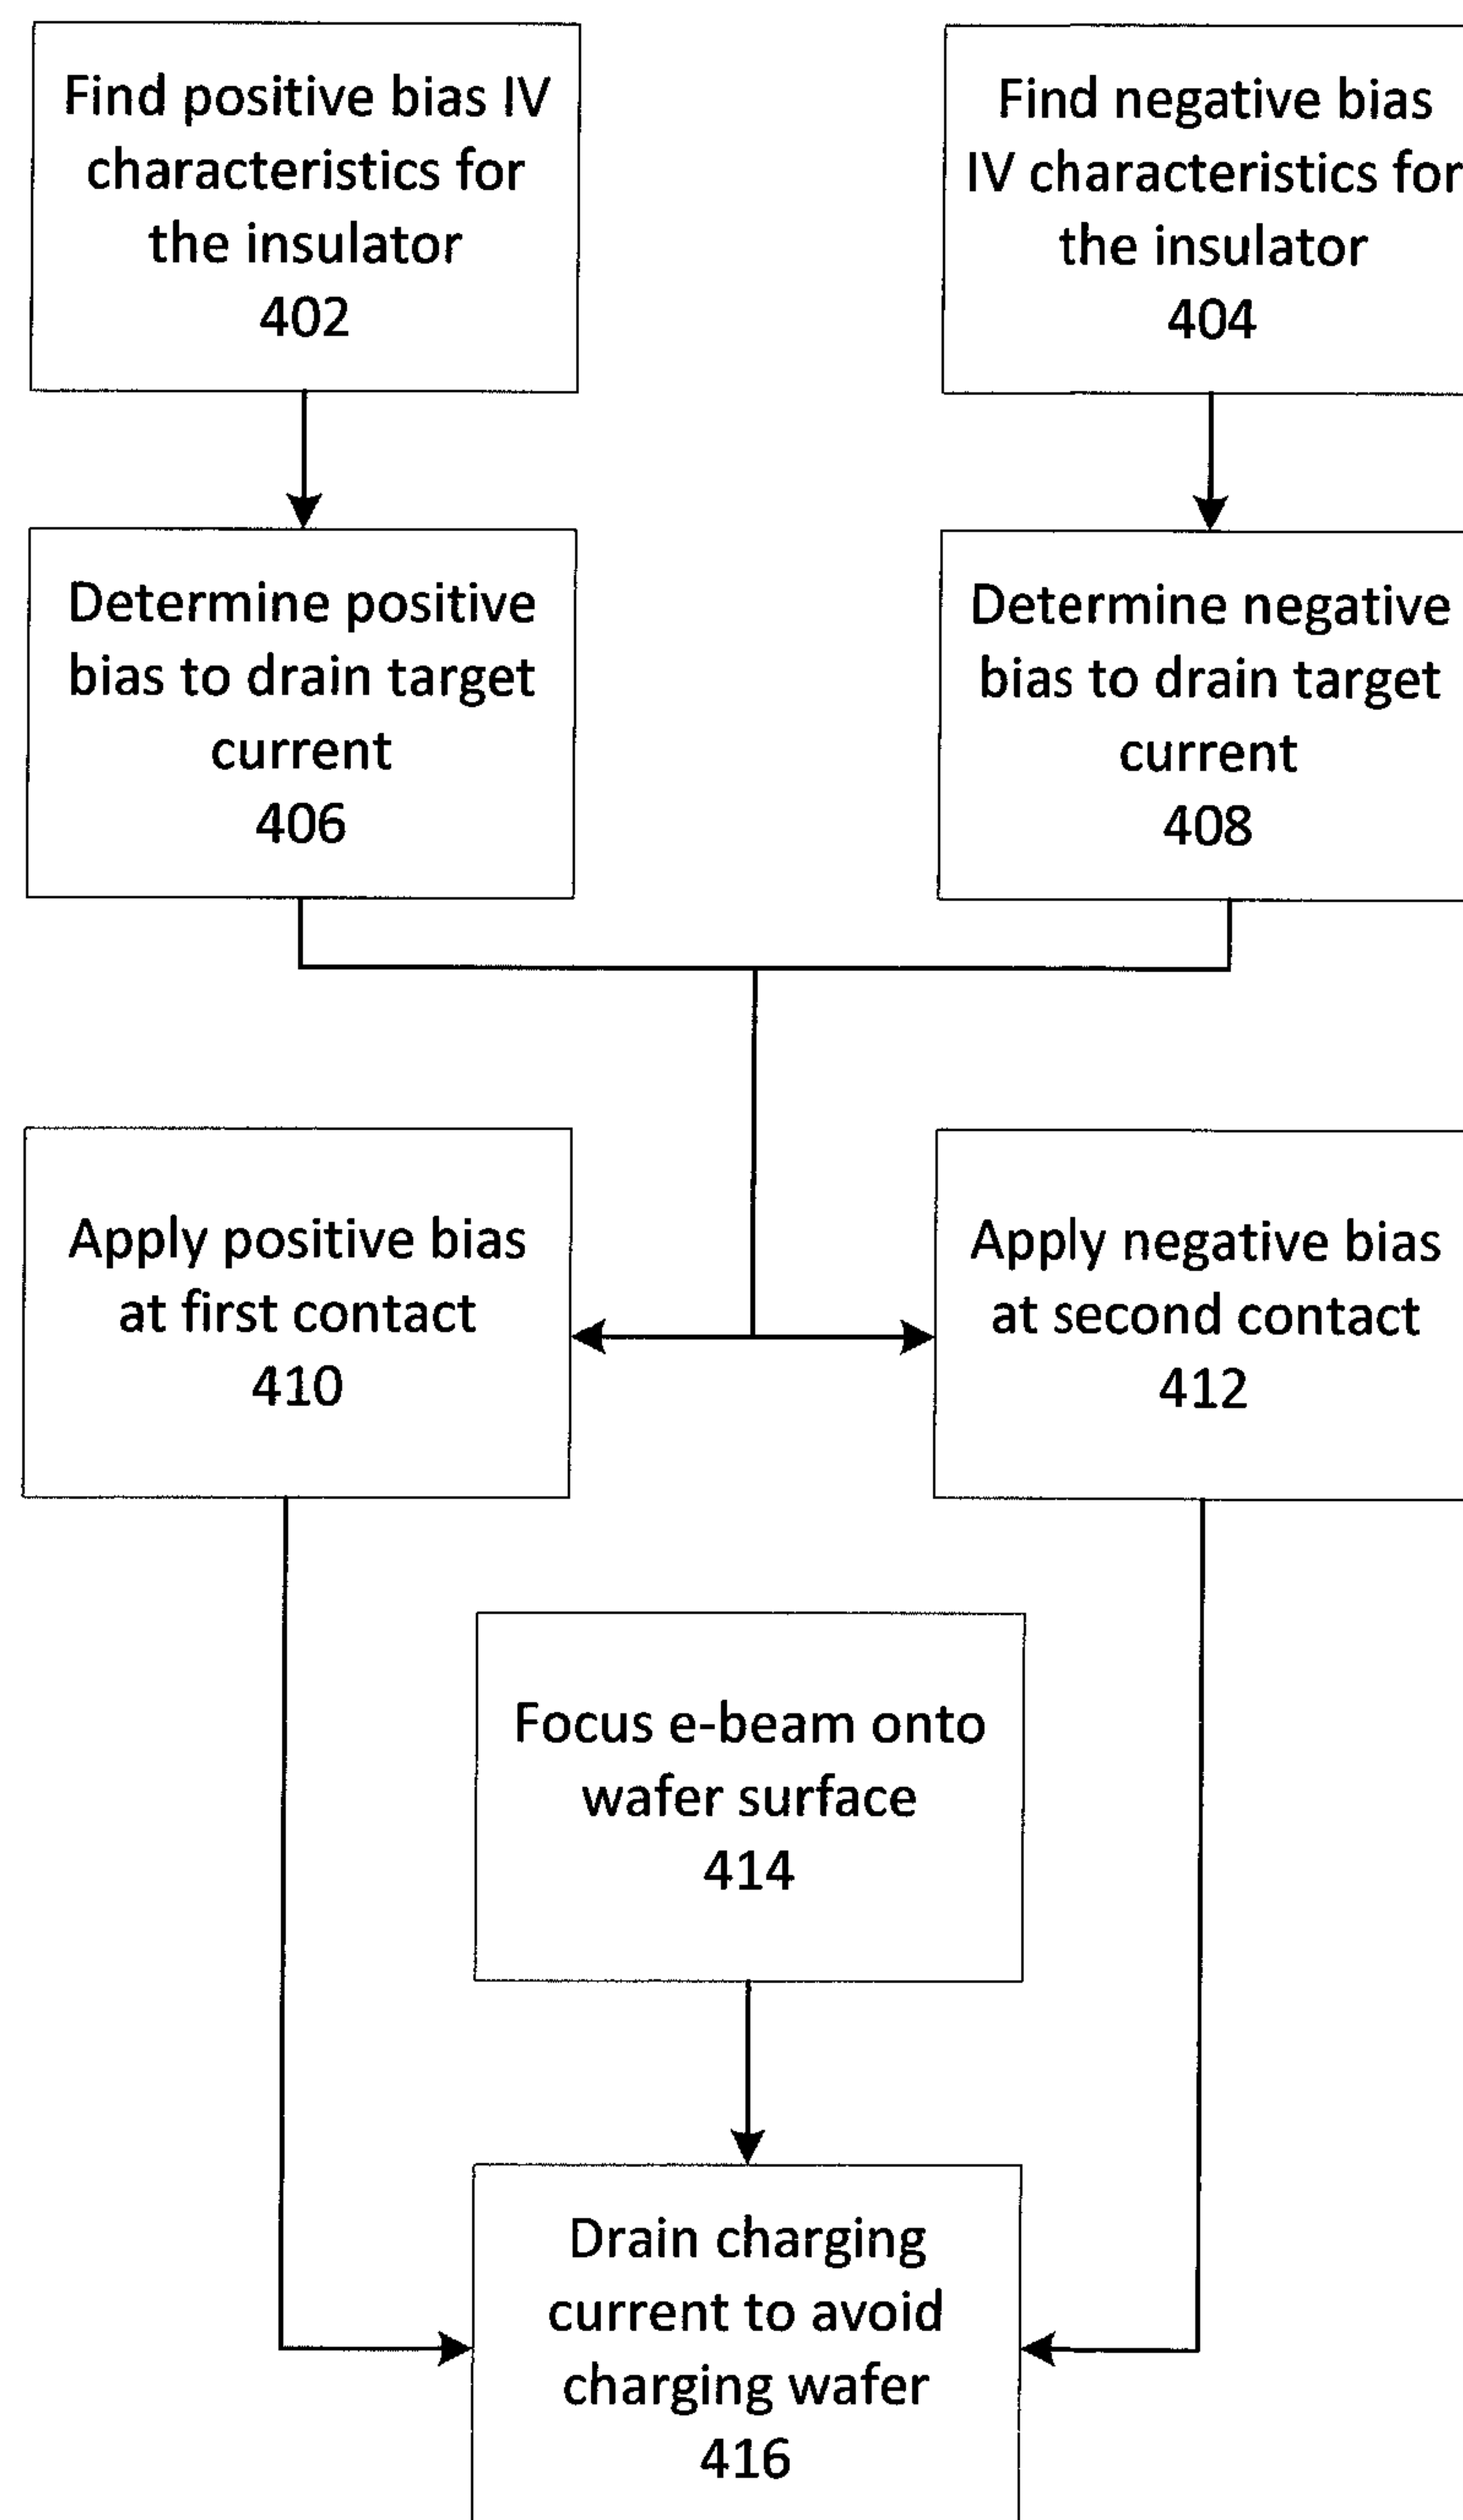 Find positive bias IV
characteristics for
the insulator
402
Find negative bias
IV characteristics for
the insulator
404
Determine positive
bias to drain target
current
406
Determine negative
bias to drain target
current
408
Apply positive bias
at first contact
410
Apply negative bias
at second contact
412
Focus e-beam onto
wafer surface
414
Drain charging
current to avoid
charging wafer
416